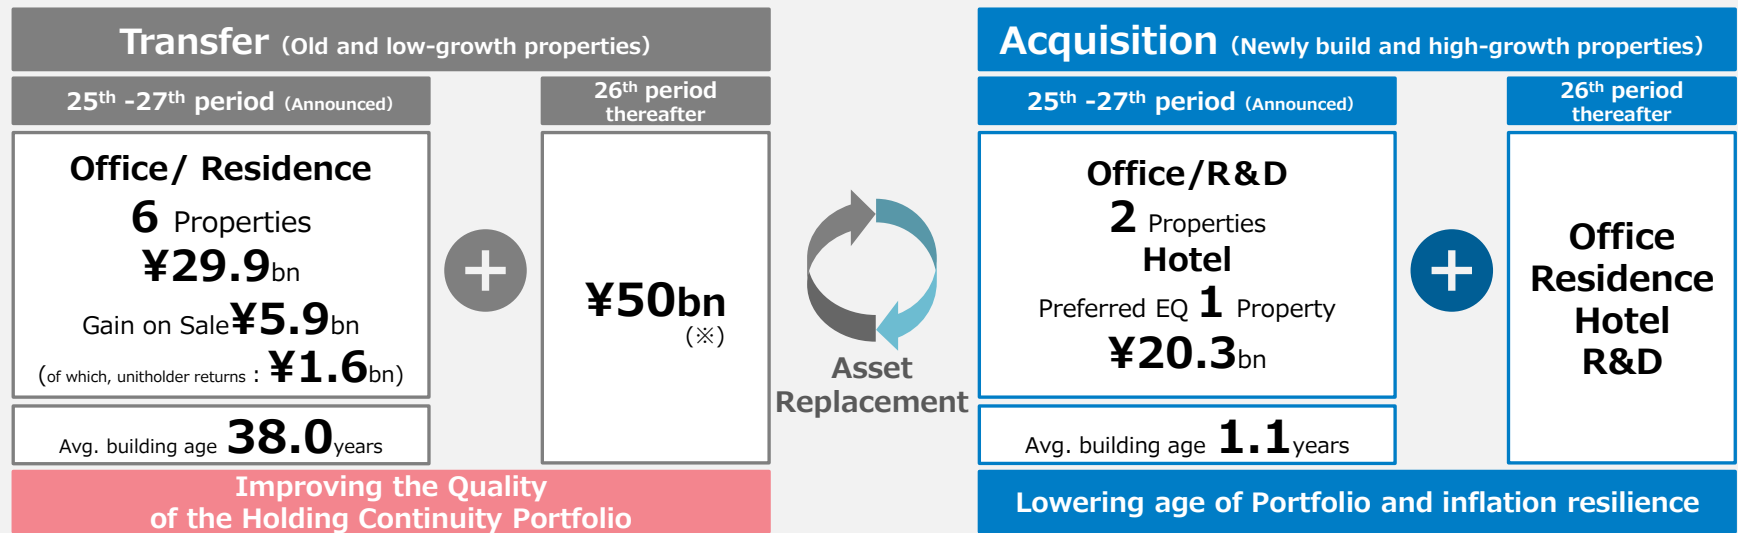 Transfer (Old and low-growth properties)
25th -27th period (Announced)
26th period
thereafter
Office/ Residence
6 Properties
¥29.9bn
Gain on Sale¥5.9bn
(of which, unitholder returns : ¥1.6bn)
Avg. building age 38.0years
¥50bn
(※)
Improving the Quality
of the Holding Continuity Portfolio
Asset
Replacement
Acquisition (Newly build and high-growth properties)
25th -27th period (Announced)
26th period
thereafter
Office/R&D
2 Properties
Hotel
Preferred EQ 1 Property
¥20.3bn
Avg. building age 1.1years
Office
Residence
Hotel
R&D
Lowering age of Portfolio and inflation resilience